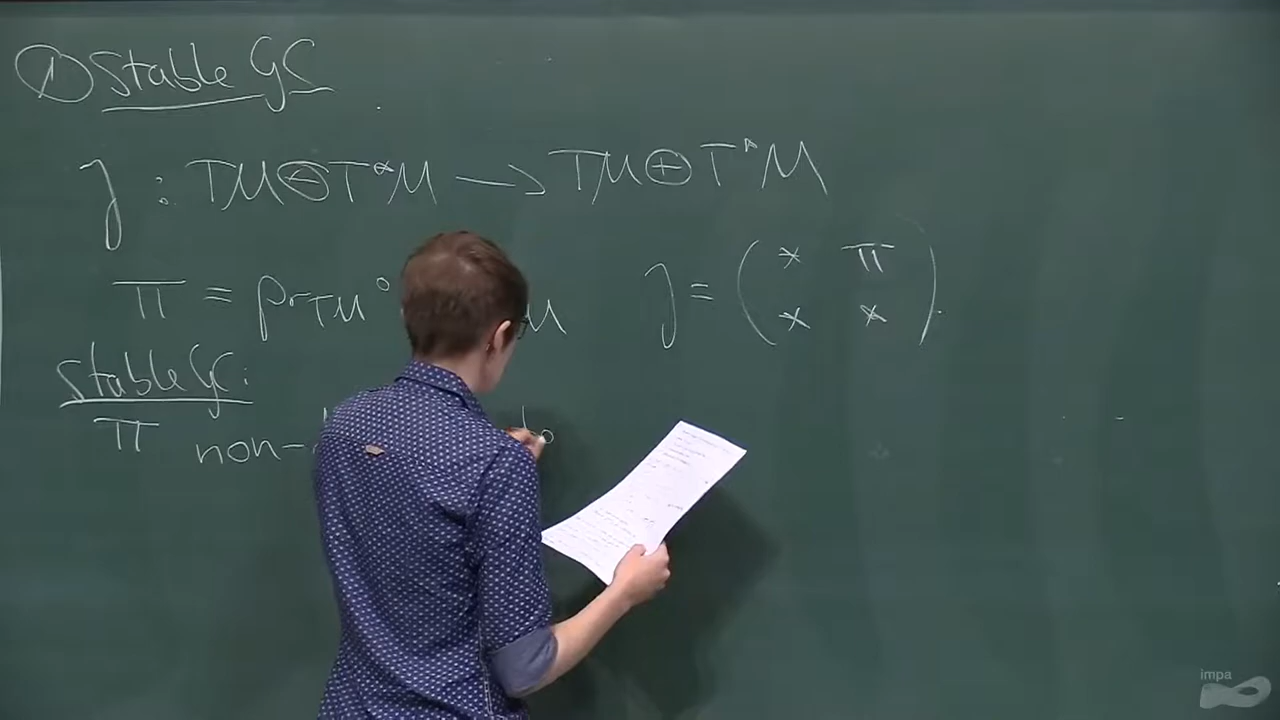 ① Stable GC
J : TM⊕T*M → TM⊕T*M
π = pr_TM ∘ M
J = ( * π
* * ).
stable GC:
π non-
impa